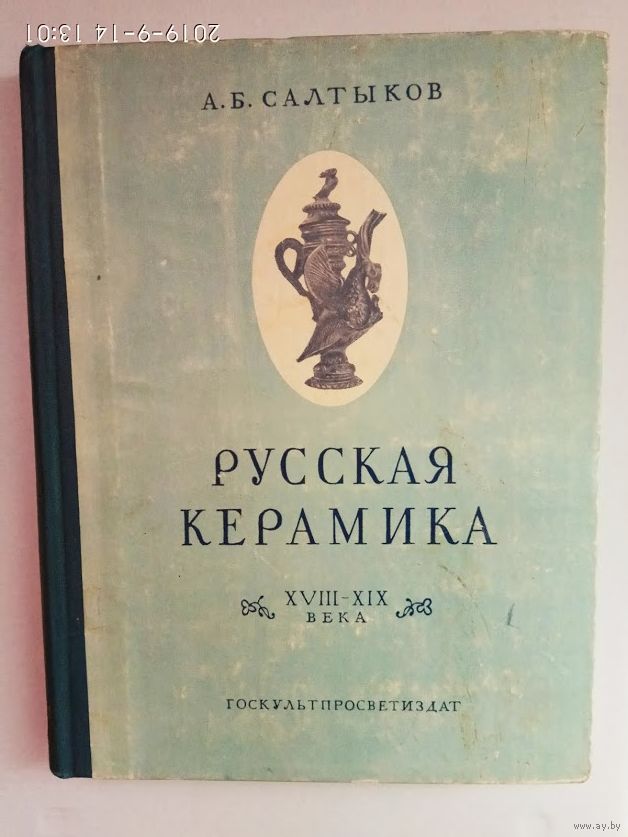 2019-9-14 13:01
А.Б. САЛТЫКОВ
РУССКАЯ
КЕРАМИКА
XVIII-XIX
ВЕКА
ГОСКУЛЬТПРОСВЕТИЗДАТ
www.ay.by